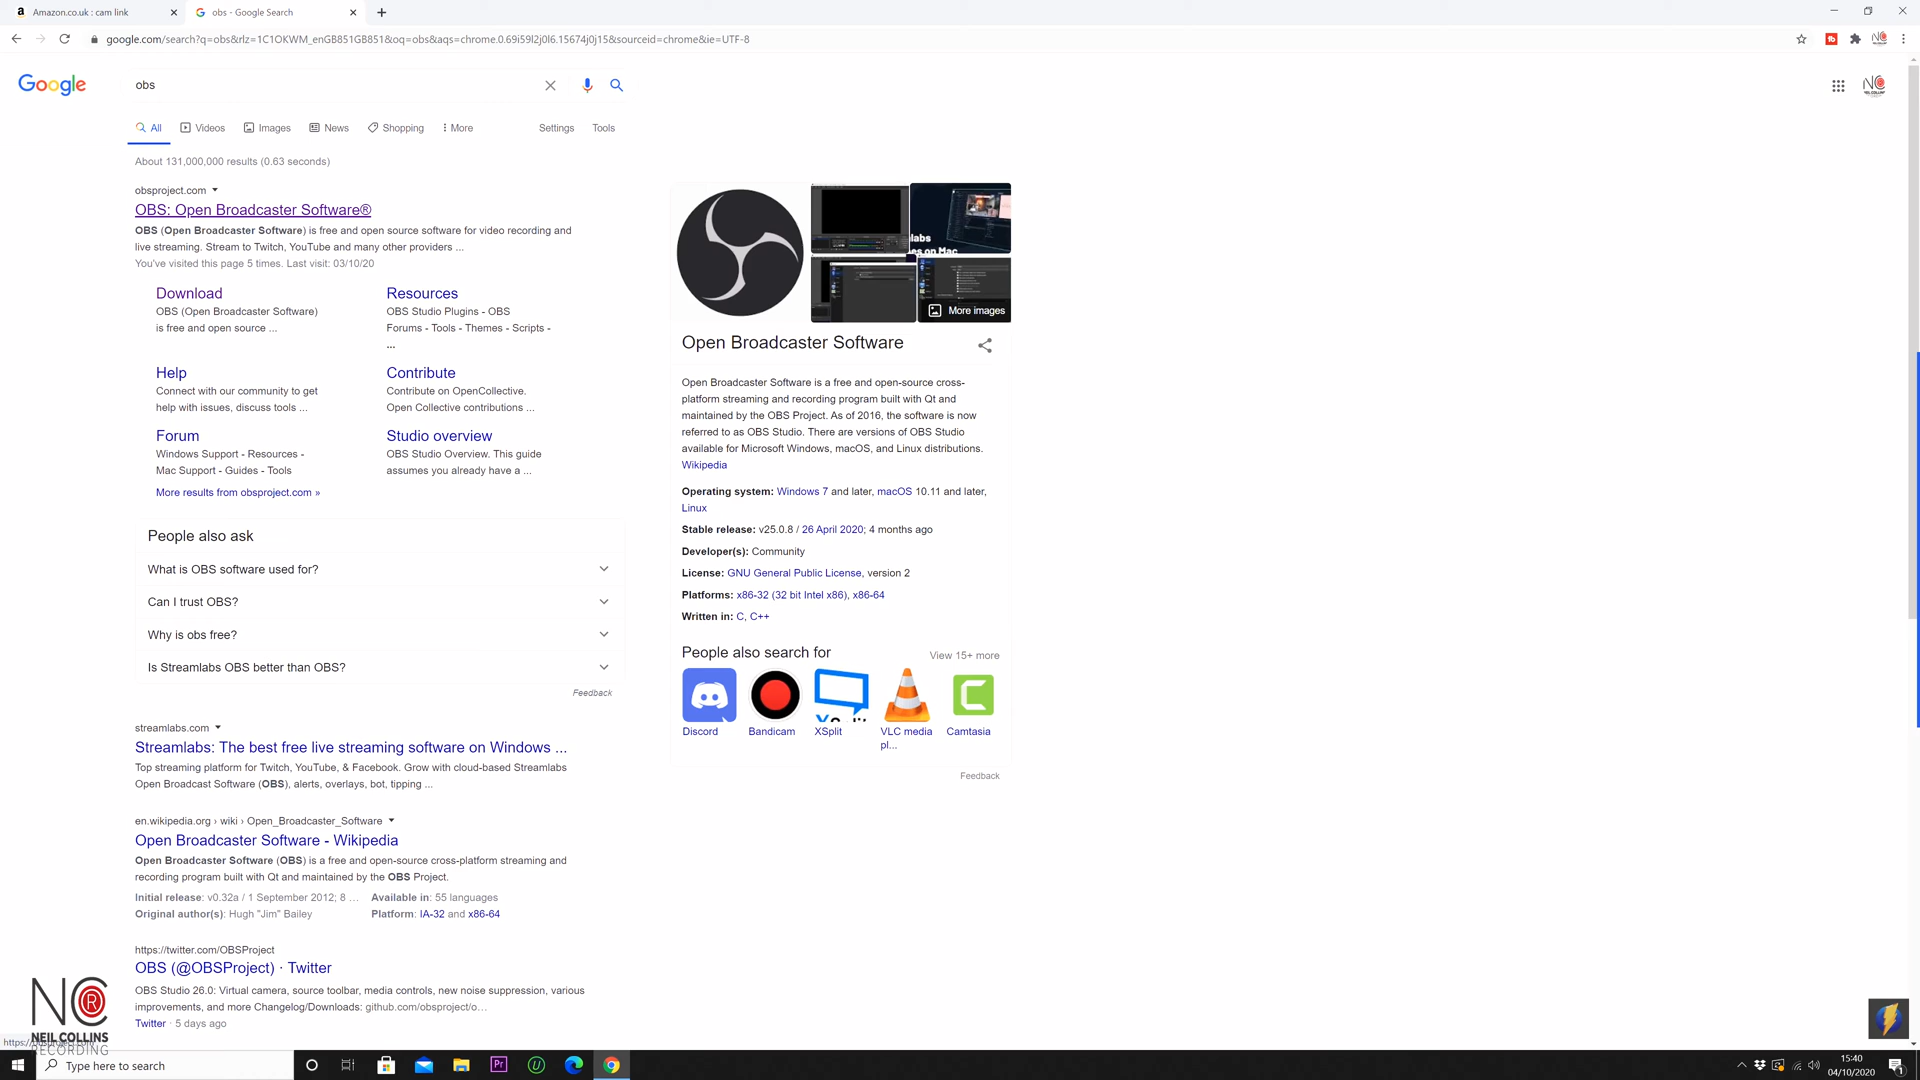 Amazon.co.uk : cam link
obs - Google Search
google.com/search?q=obs&rlz=1C1OKWM_enGB851GB851&oq=obs&aqs=chrome.0.69i59l2j0l6.15674j0j15&sourceid=chrome&ie=UTF-8
Google
obs
All
Videos
Images
News
Shopping
More
Settings
Tools
About 131,000,000 results (0.63 seconds)
obsproject.com
OBS: Open Broadcaster Software®
OBS (Open Broadcaster Software) is free and open source software for video recording and
live streaming. Stream to Twitch, YouTube and many other providers ...
You've visited this page 5 times. Last visit: 03/10/20
Download
OBS (Open Broadcaster Software)
is free and open source ...
Resources
OBS Studio Plugins - OBS
Forums - Tools - Themes - Scripts -
...
Help
Connect with our community to get
help with issues, discuss tools ...
Contribute
Contribute on OpenCollective.
Open Collective contributions ...
Forum
Windows Support - Resources -
Mac Support - Guides - Tools
Studio overview
OBS Studio Overview. This guide
assumes you already have a ...
More results from obsproject.com »
People also ask
What is OBS software used for?
Can I trust OBS?
Why is obs free?
Is Streamlabs OBS better than OBS?
Feedback
streamlabs.com
Streamlabs: The best free live streaming software on Windows ...
Top streaming platform for Twitch, YouTube, & Facebook. Grow with cloud-based Streamlabs
Open Broadcast Software (OBS), alerts, overlays, bot, tipping ...
en.wikipedia.org › wiki › Open_Broadcaster_Software
Open Broadcaster Software - Wikipedia
Open Broadcaster Software (OBS) is a free and open-source cross-platform streaming and
recording program built with Qt and maintained by the OBS Project.
Initial release: v0.32a / 1 September 2012; 8 ...
Available in: 55 languages
Original author(s): Hugh "Jim" Bailey
Platform: IA-32 and x86-64
https://twitter.com/OBSProject
OBS (@OBSProject) · Twitter
OBS Studio 26.0: Virtual camera, source toolbar, media controls, new noise suppression, various
improvements, and more Changelog/Downloads: github.com/obsproject/o...
Twitter · 5 days ago
More images
Open Broadcaster Software
Open Broadcaster Software is a free and open-source cross-
platform streaming and recording program built with Qt and
maintained by the OBS Project. As of 2016, the software is now
referred to as OBS Studio. There are versions of OBS Studio
available for Microsoft Windows, macOS, and Linux distributions.
Wikipedia
Operating system: Windows 7 and later, macOS 10.11 and later,
Linux
Stable release: v25.0.8 / 26 April 2020; 4 months ago
Developer(s): Community
License: GNU General Public License, version 2
Platforms: x86-32 (32 bit Intel x86), x86-64
Written in: C, C++
People also search for
View 15+ more
Discord
Bandicam
XSplit
VLC media
pl...
Camtasia
Feedback
NC
NEIL COLLINS
RECORDING
Type here to search
Pr
15:40
04/10/2020